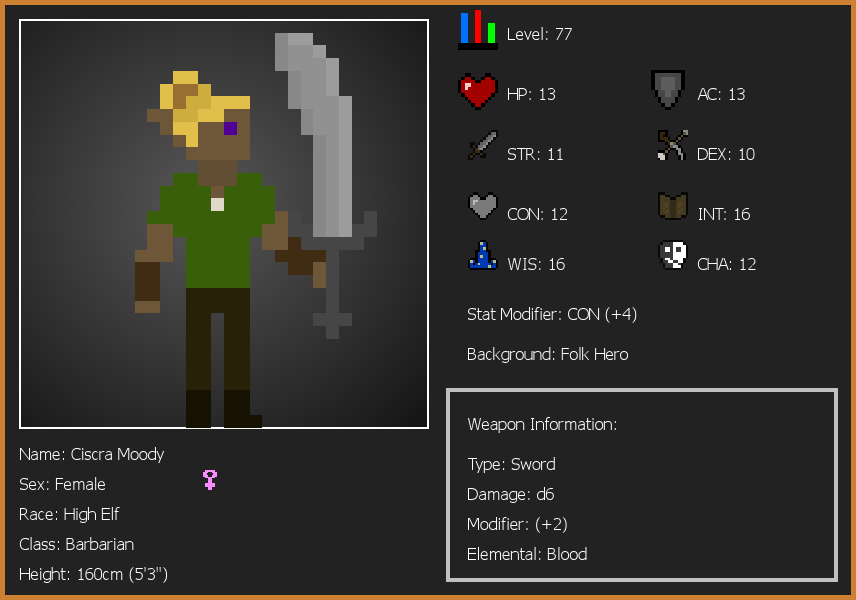 Level: 77
HP: 13
AC: 13
STR: 11
DEX: 10
CON: 12
INT: 16
WIS: 16
CHA: 12
Stat Modifier: CON (+4)
Background: Folk Hero
Weapon Information:
Type: Sword
Damage: d6
Modifier: (+2)
Elemental: Blood
Name: Ciscra Moody
Sex: Female
Race: High Elf
Class: Barbarian
Height: 160cm (5'3")